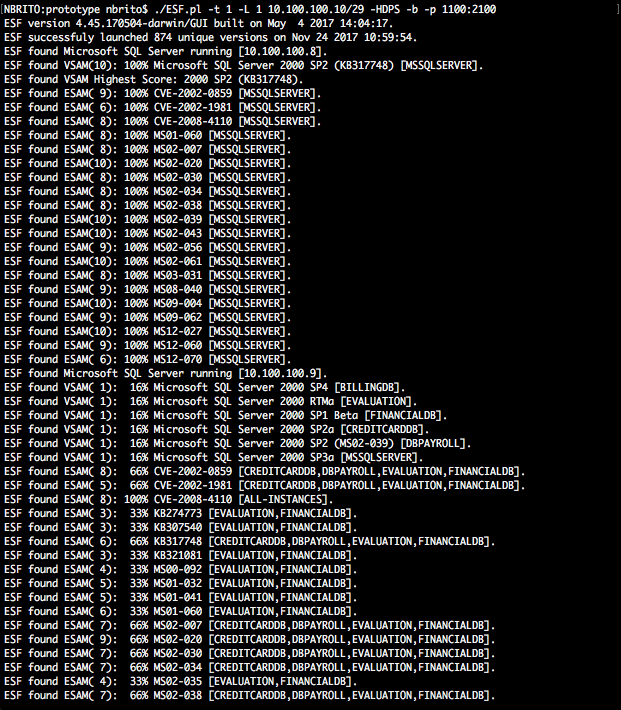 [NBRITO:prototype nbrito$ ./ESF.pl -t 1 -L 1 10.100.100.10/29 -HDPS -b -p 1100:2100 ]
ESF version 4.45.170504-darwin/GUI built on May  4 2017 14:04:17.
ESF successfuly launched 874 unique versions on Nov 24 2017 10:59:54.
ESF found Microsoft SQL Server running [10.100.100.8].
ESF found VSAM(10): 100% Microsoft SQL Server 2000 SP2 (KB317748) [MSSQLSERVER].
ESF found VSAM Highest Score: 2000 SP2 (KB317748).
ESF found ESAM( 9): 100% CVE-2002-0859 [MSSQLSERVER].
ESF found ESAM( 6): 100% CVE-2002-1981 [MSSQLSERVER].
ESF found ESAM( 8): 100% CVE-2008-4110 [MSSQLSERVER].
ESF found ESAM( 8): 100% MS01-060 [MSSQLSERVER].
ESF found ESAM( 8): 100% MS02-007 [MSSQLSERVER].
ESF found ESAM(10): 100% MS02-020 [MSSQLSERVER].
ESF found ESAM( 8): 100% MS02-030 [MSSQLSERVER].
ESF found ESAM( 8): 100% MS02-034 [MSSQLSERVER].
ESF found ESAM( 8): 100% MS02-038 [MSSQLSERVER].
ESF found ESAM(10): 100% MS02-039 [MSSQLSERVER].
ESF found ESAM(10): 100% MS02-043 [MSSQLSERVER].
ESF found ESAM( 9): 100% MS02-056 [MSSQLSERVER].
ESF found ESAM(10): 100% MS02-061 [MSSQLSERVER].
ESF found ESAM( 8): 100% MS03-031 [MSSQLSERVER].
ESF found ESAM( 9): 100% MS08-040 [MSSQLSERVER].
ESF found ESAM(10): 100% MS09-004 [MSSQLSERVER].
ESF found ESAM( 9): 100% MS09-062 [MSSQLSERVER].
ESF found ESAM(10): 100% MS12-027 [MSSQLSERVER].
ESF found ESAM( 9): 100% MS12-060 [MSSQLSERVER].
ESF found ESAM( 6): 100% MS12-070 [MSSQLSERVER].
ESF found Microsoft SQL Server running [10.100.100.9].
ESF found VSAM( 1):  16% Microsoft SQL Server 2000 SP4 [BILLINGDB].
ESF found VSAM( 1):  16% Microsoft SQL Server 2000 RTMa [EVALUATION].
ESF found VSAM( 1):  16% Microsoft SQL Server 2000 SP1 Beta [FINANCIALDB].
ESF found VSAM( 1):  16% Microsoft SQL Server 2000 SP2a [CREDITCARDDB].
ESF found VSAM( 1):  16% Microsoft SQL Server 2000 SP2 (MS02-039) [DBPAYROLL].
ESF found VSAM( 1):  16% Microsoft SQL Server 2000 SP3a [MSSQLSERVER].
ESF found ESAM( 8):  66% CVE-2002-0859 [CREDITCARDDB,DBPAYROLL,EVALUATION,FINANCIALDB].
ESF found ESAM( 5):  66% CVE-2002-1981 [CREDITCARDDB,DBPAYROLL,EVALUATION,FINANCIALDB].
ESF found ESAM( 8): 100% CVE-2008-4110 [ALL-INSTANCES].
ESF found ESAM( 3):  33% KB274773 [EVALUATION,FINANCIALDB].
ESF found ESAM( 3):  33% KB307540 [EVALUATION,FINANCIALDB].
ESF found ESAM( 6):  66% KB317748 [CREDITCARDDB,DBPAYROLL,EVALUATION,FINANCIALDB].
ESF found ESAM( 3):  33% KB321081 [EVALUATION,FINANCIALDB].
ESF found ESAM( 4):  33% MS00-092 [EVALUATION,FINANCIALDB].
ESF found ESAM( 5):  33% MS01-032 [EVALUATION,FINANCIALDB].
ESF found ESAM( 5):  33% MS01-041 [EVALUATION,FINANCIALDB].
ESF found ESAM( 6):  33% MS01-060 [EVALUATION,FINANCIALDB].
ESF found ESAM( 7):  66% MS02-007 [CREDITCARDDB,DBPAYROLL,EVALUATION,FINANCIALDB].
ESF found ESAM( 9):  66% MS02-020 [CREDITCARDDB,DBPAYROLL,EVALUATION,FINANCIALDB].
ESF found ESAM( 7):  66% MS02-030 [CREDITCARDDB,DBPAYROLL,EVALUATION,FINANCIALDB].
ESF found ESAM( 7):  66% MS02-034 [CREDITCARDDB,DBPAYROLL,EVALUATION,FINANCIALDB].
ESF found ESAM( 4):  33% MS02-035 [EVALUATION,FINANCIALDB].
ESF found ESAM( 7):  66% MS02-038 [CREDITCARDDB,DBPAYROLL,EVALUATION,FINANCIALDB].